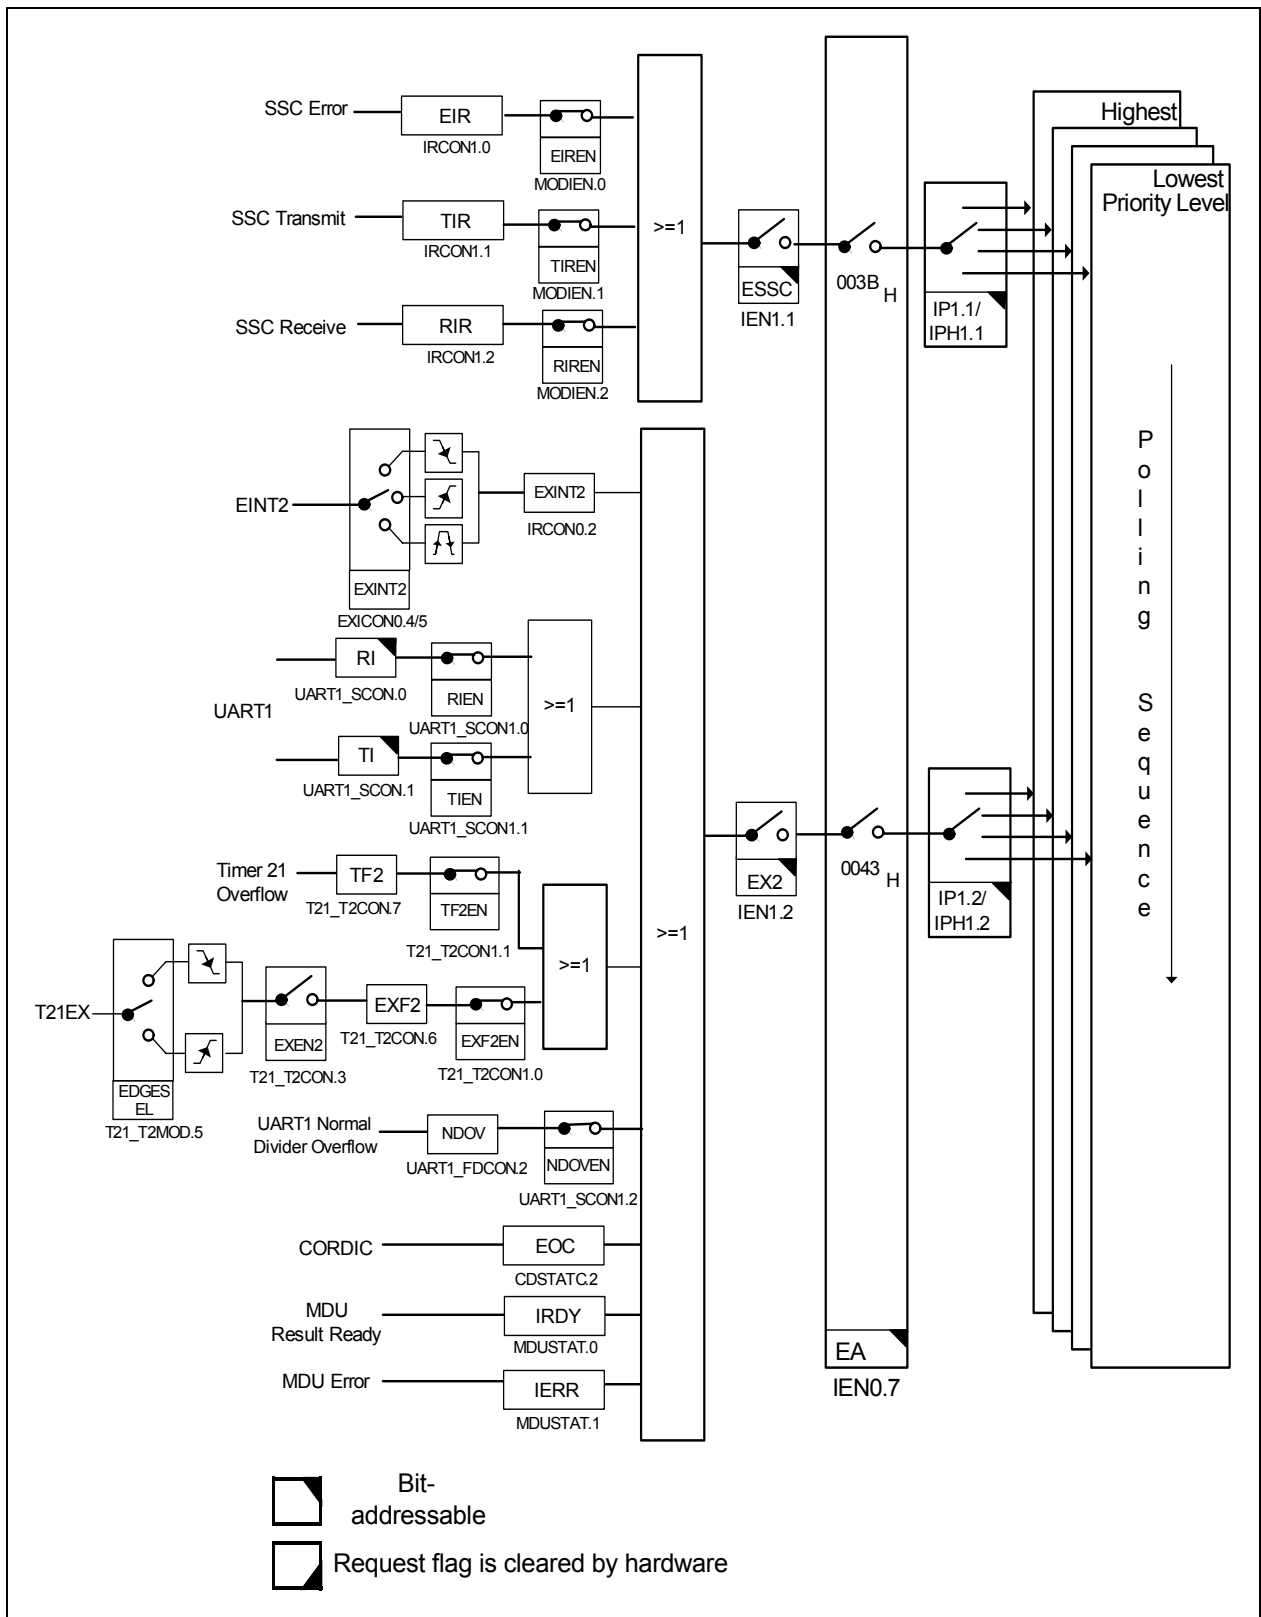 SSC Error
EIR
IRCON1.0
EIREN
MODIEN.0
SSC Transmit
TIR
IRCON1.1
TIREN
MODIEN.1
SSC Receive
RIR
IRCON1.2
RIREN
MODIEN.2
>=1
ESSC
IEN1.1
003B H
IP1.1/
IPH1.1
Highest
Lowest
Priority Level
EINT2
EXINT2
EXICON0.4/5
EXINT2
IRCON0.2
UART1
RI
UART1_SCON.0
RIEN
UART1_SCON1.0
TI
UART1_SCON.1
TIEN
UART1_SCON1.1
>=1
Timer 21
Overflow
TF2
T21_T2CON.7
TF2EN
T21_T2CON1.1
T21EX
EDGES
EL
T21_T2MOD.5
EXEN2
T21_T2CON.3
EXF2
T21_T2CON.6
EXF2EN
T21_T2CON1.0
>=1
UART1 Normal
Divider Overflow
NDOV
UART1_FDCON.2
NDOVEN
UART1_SCON1.2
CORDIC
EOC
CDSTATC.2
MDU
Result Ready
IRDY
MDUSTAT.0
MDU Error
IERR
MDUSTAT.1
>=1
EX2
IEN1.2
0043 H
IP1.2/
IPH1.2
EA
IEN0.7
Polling Sequence
Bit-
addressable
Request flag is cleared by hardware